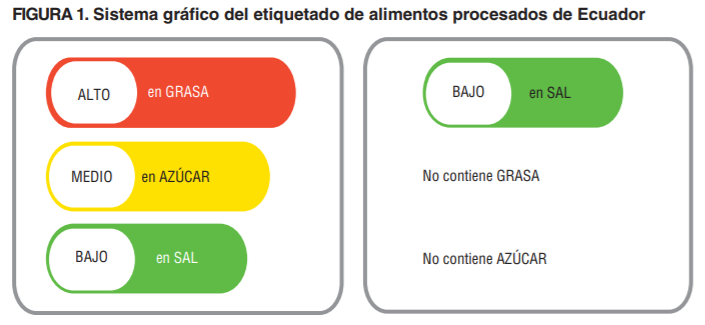 FIGURA 1. Sistema gráfico del etiquetado de alimentos procesados de Ecuador
ALTO en GRASA
MEDIO en AZÚCAR
BAJO en SAL
BAJO en SAL
No contiene GRASA
No contiene AZÚCAR